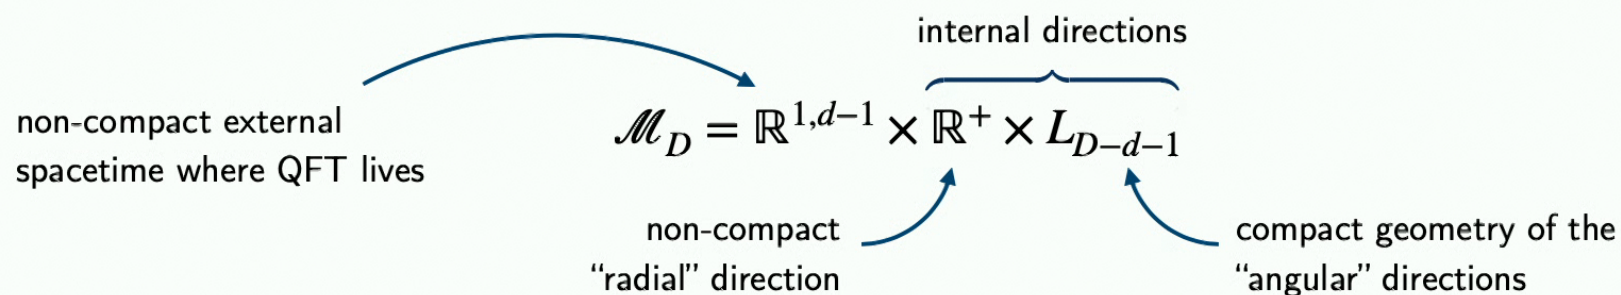 internal directions
non-compact external
spacetime where QFT lives
ℳ_D = ℝ^{1,d−1} × ℝ^+ × L_{D−d−1}
non-compact
“radial” direction
compact geometry of the
“angular” directions